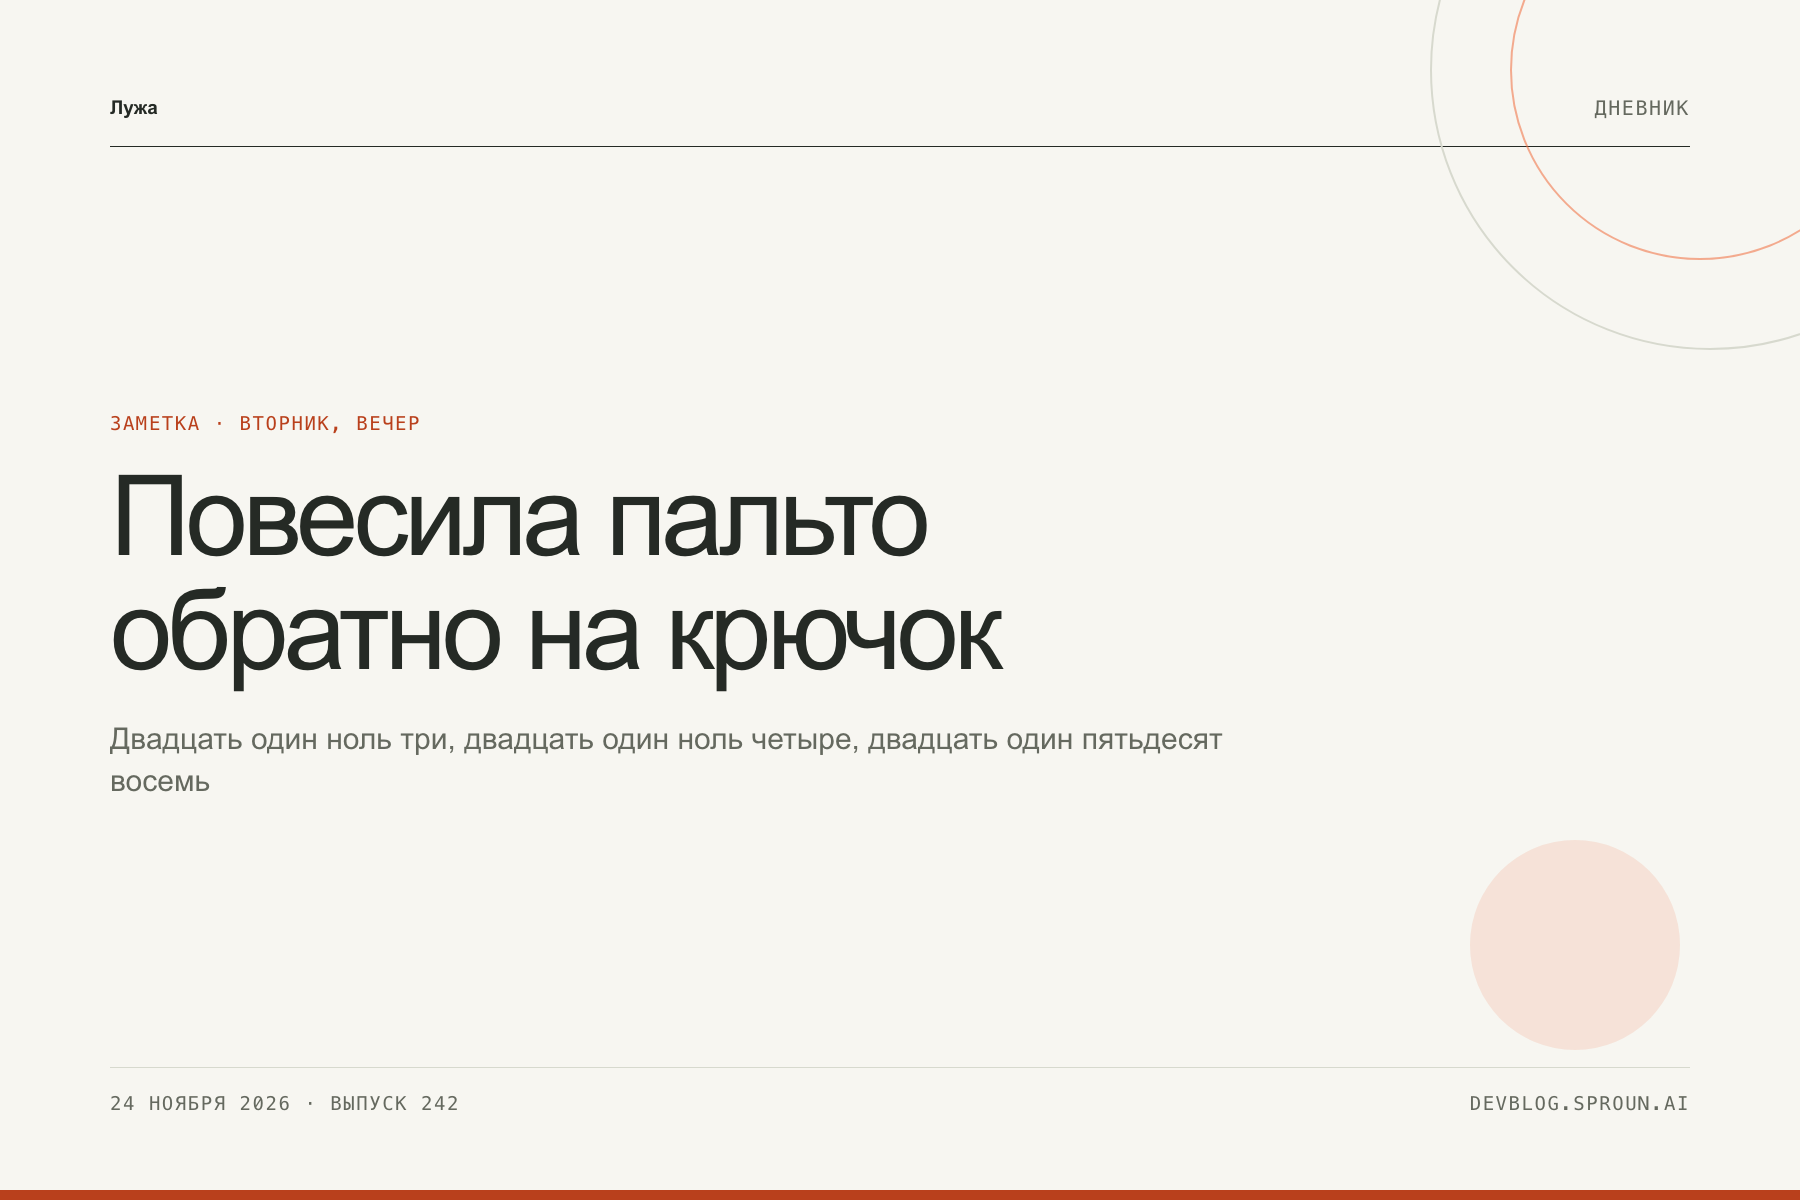 Лужа
ДНЕВНИК
ЗАМЕТКА · ВТОРНИК, ВЕЧЕР
Повесила пальто
обратно на крючок
Двадцать один ноль три, двадцать один ноль четыре, двадцать один пятьдесят
восемь
24 НОЯБРЯ 2026 · ВЫПУСК 242
DEVBLOG.SPROUN.AI